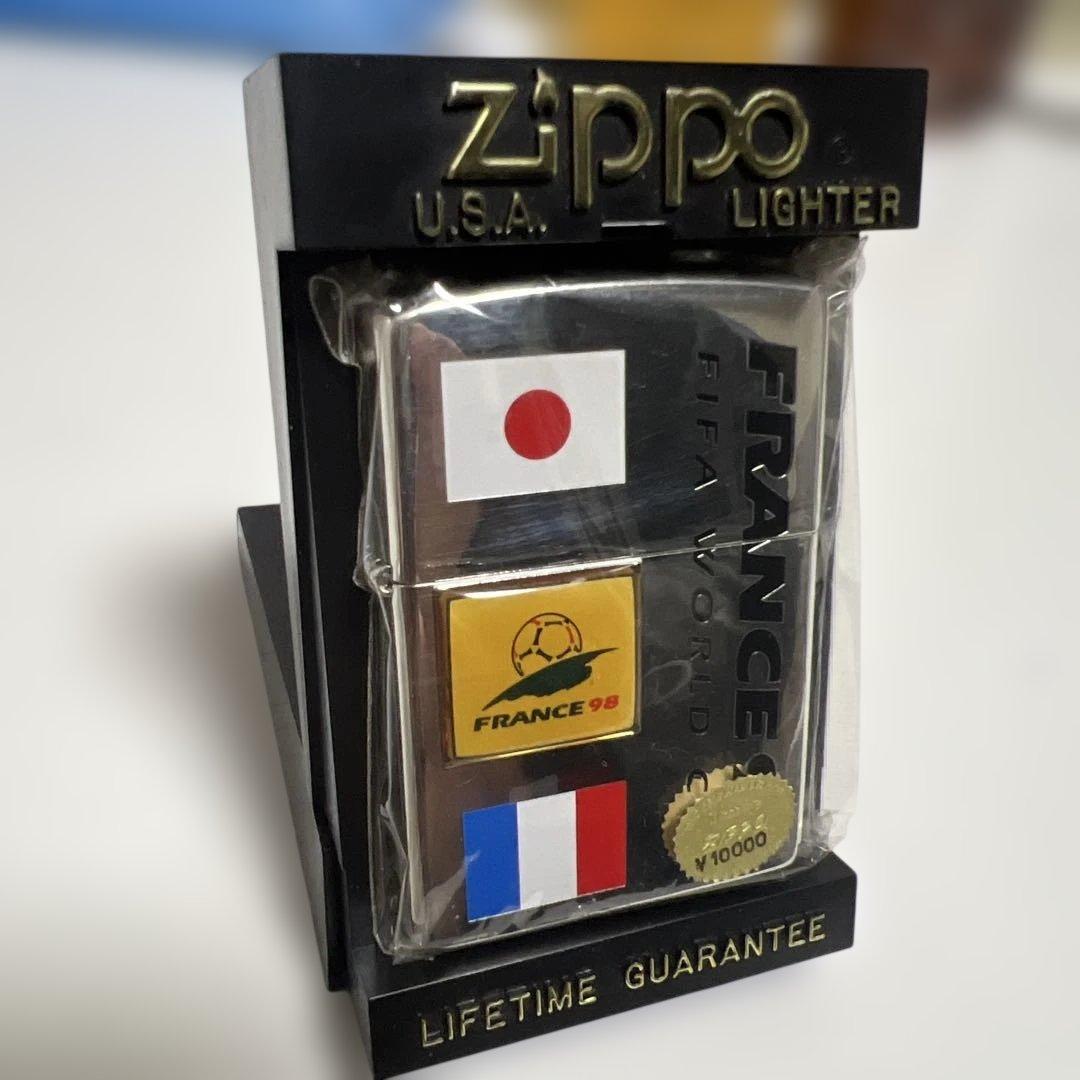 zippo
U.S.A. LIGHTER
FRANCE
FIFA WORLD
FRANCE 98
¥10000
LIFETIME GUARANTEE